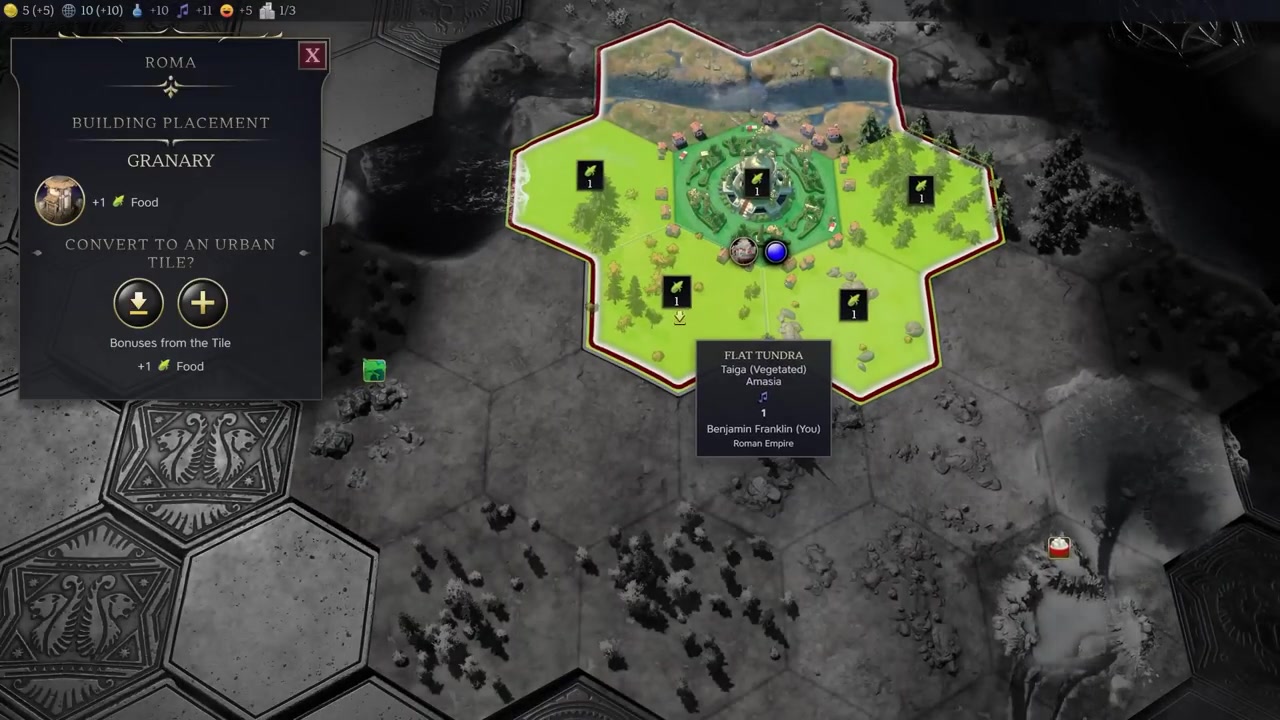 5 (+5) 10 (+10) +10 +11 +5 1/3
X
ROMA
BUILDING PLACEMENT
GRANARY
+1 Food
CONVERT TO AN URBAN
TILE?
Bonuses from the Tile
+1 Food
1
1
1
1
1
FLAT TUNDRA
Taiga (Vegetated)
Amasia
1
Benjamin Franklin (You)
Roman Empire